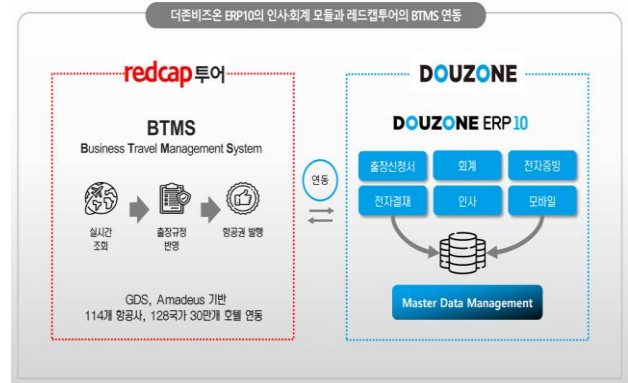 더존비즈온 ERP10의 인사·회계 모듈과 레드캡투어의 BTMS 연동
redcap투어
BTMS
Business Travel Management System
실시간
조회
출장규정
반영
항공권 발행
GDS, Amadeus 기반
114개 항공사, 128국가 30만개 호텔 연동
연동
DOUZONE
DOUZONE ERP10
출장신청서
회계
전자증빙
전자결재
인사
모바일
Master Data Management